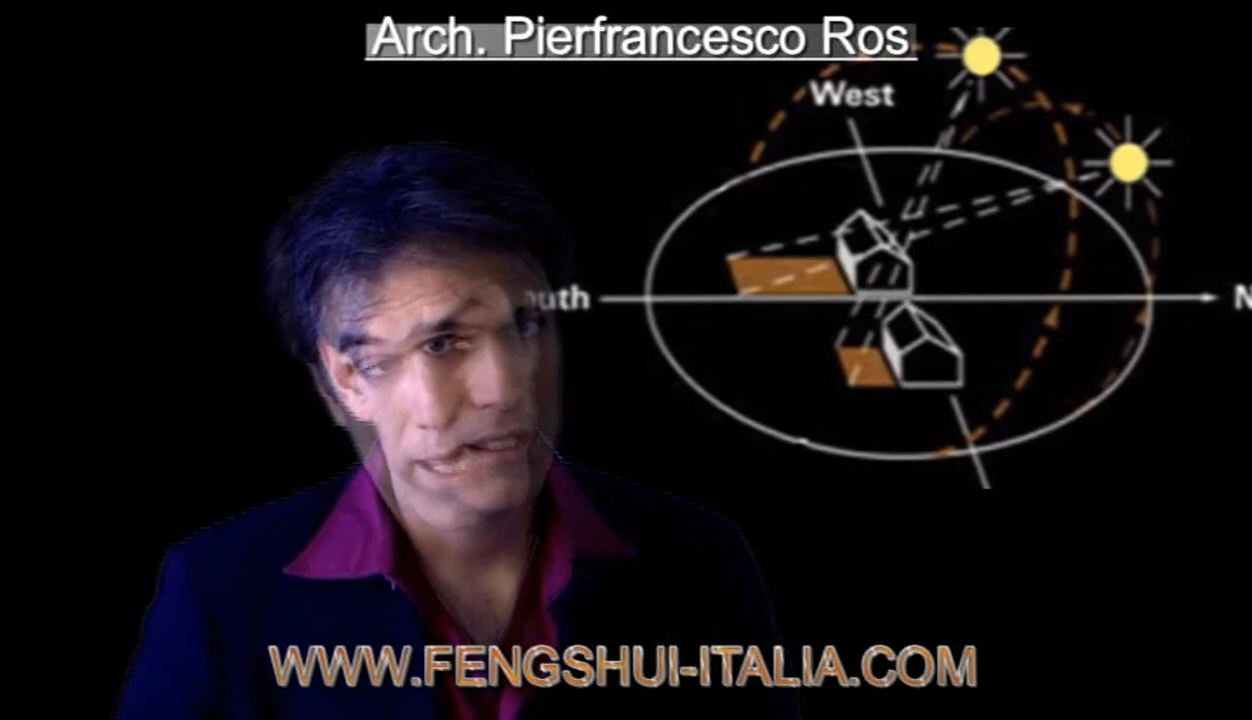 Arch. Pierfrancesco Ros
West
outh
N
WWW.FENGSHUI-ITALIA.COM